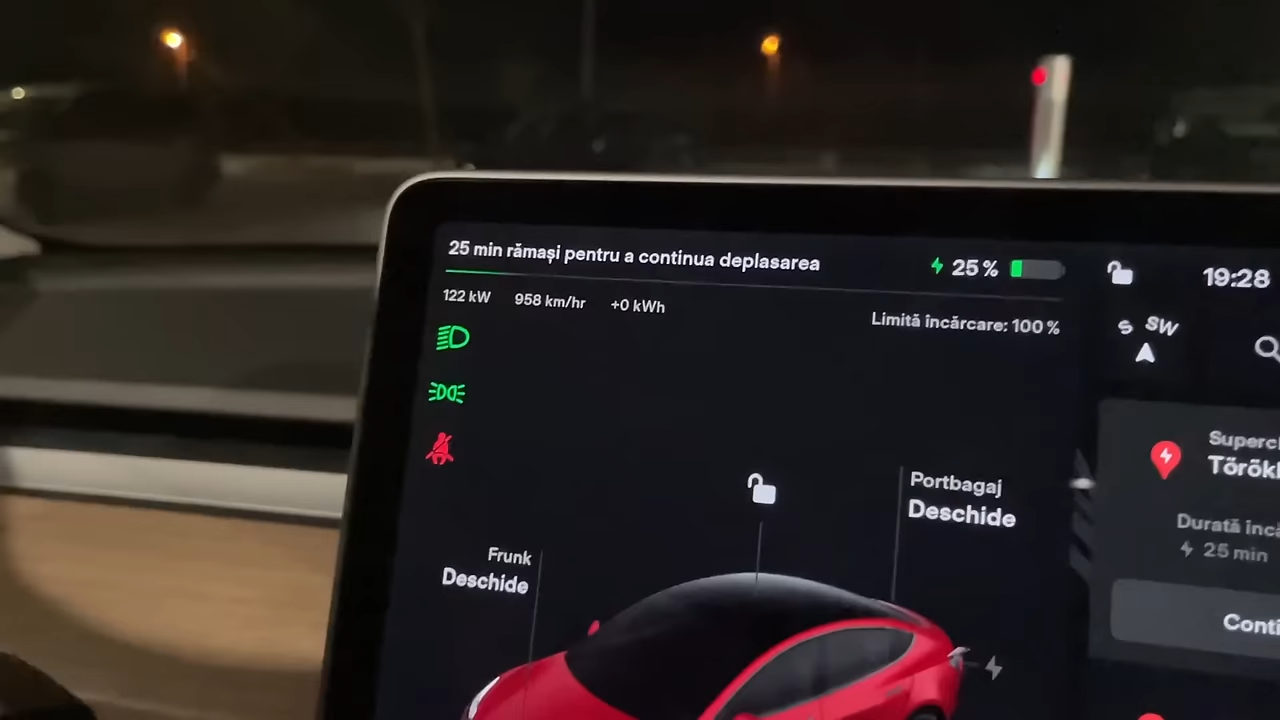 25 min rămași pentru a continua deplasarea
25 %
19:28
122 kW 958 km/hr +0 kWh
Limită încărcare: 100 %
S SW
Portbagaj
Deschide
Frunk
Deschide
25 min